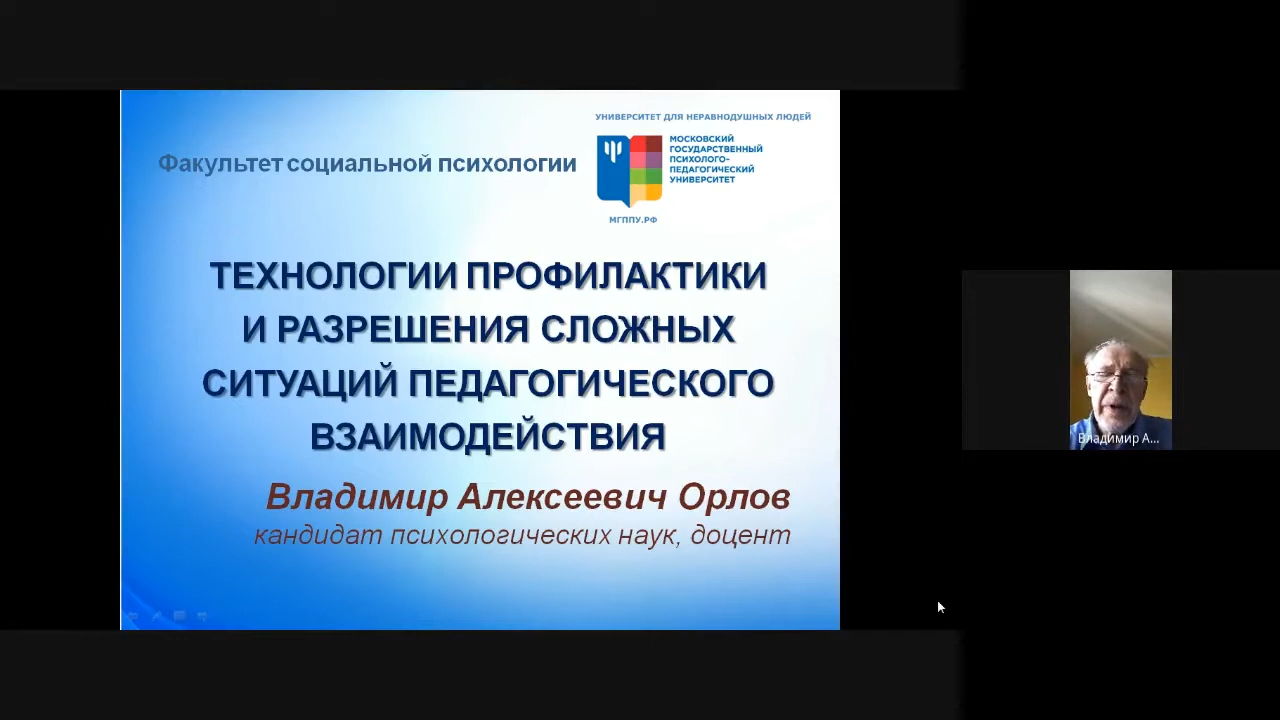 УНИВЕРСИТЕТ ДЛЯ НЕРАВНОДУШНЫХ ЛЮДЕЙ
Факультет социальной психологии
МОСКОВСКИЙ
ГОСУДАРСТВЕННЫЙ
ПСИХОЛОГО-
ПЕДАГОГИЧЕСКИЙ
УНИВЕРСИТЕТ
МГППУ.РФ
ТЕХНОЛОГИИ ПРОФИЛАКТИКИ
И РАЗРЕШЕНИЯ СЛОЖНЫХ
СИТУАЦИЙ ПЕДАГОГИЧЕСКОГО
ВЗАИМОДЕЙСТВИЯ
Владимир Алексеевич Орлов
кандидат психологических наук, доцент
Владимир А...